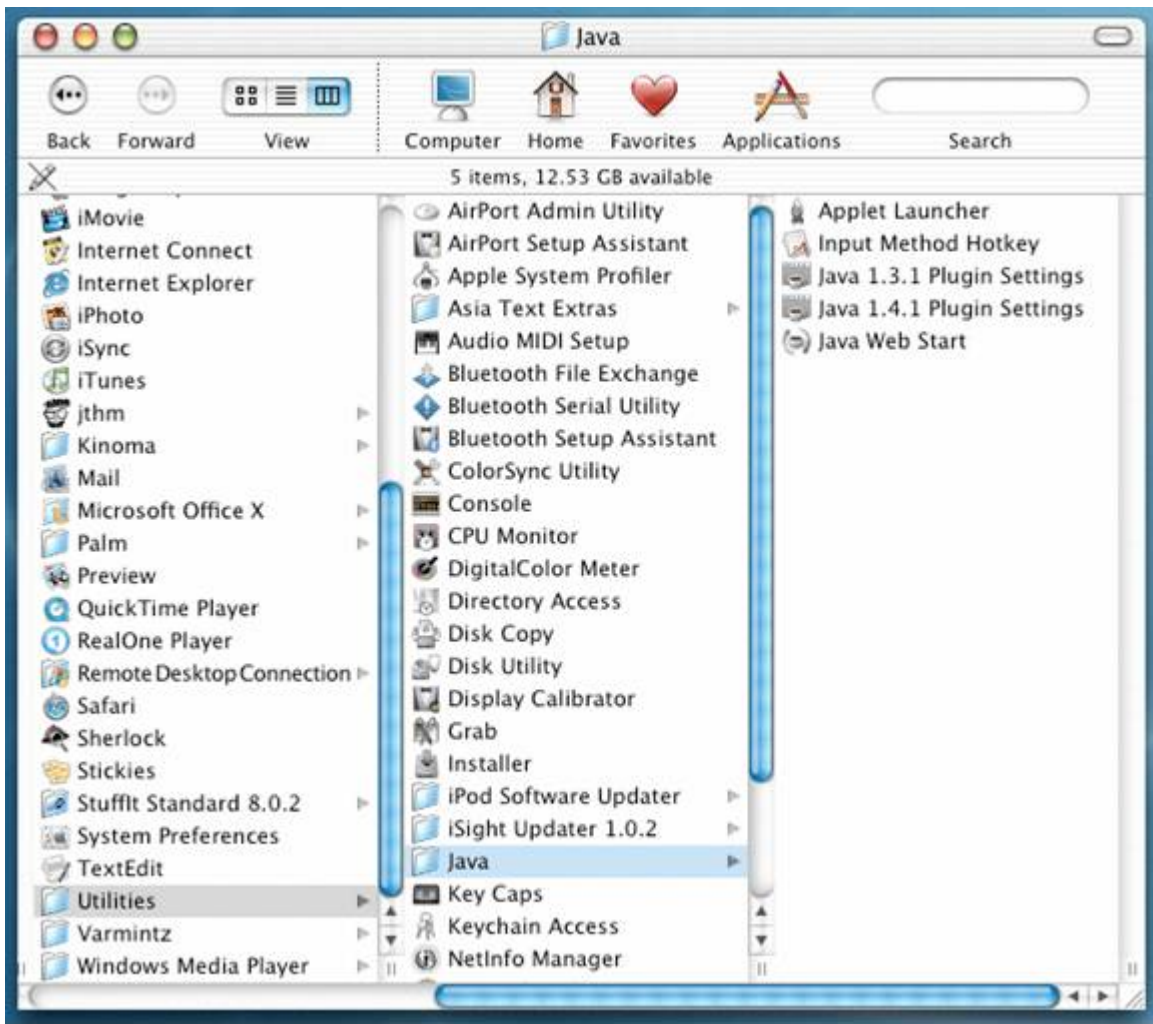 Java
Back Forward View Computer Home Favorites Applications Search
5 items, 12.53 GB available
iMovie
Internet Connect
Internet Explorer
iPhoto
iSync
iTunes
jthm
Kinoma
Mail
Microsoft Office X
Palm
Preview
QuickTime Player
RealOne Player
Remote Desktop Connection
Safari
Sherlock
Stickies
StuffIt Standard 8.0.2
System Preferences
TextEdit
Utilities
Varmintz
Windows Media Player
AirPort Admin Utility
AirPort Setup Assistant
Apple System Profiler
Asia Text Extras
Audio MIDI Setup
Bluetooth File Exchange
Bluetooth Serial Utility
Bluetooth Setup Assistant
ColorSync Utility
Console
CPU Monitor
DigitalColor Meter
Directory Access
Disk Copy
Disk Utility
Display Calibrator
Grab
Installer
iPod Software Updater
iSight Updater 1.0.2
Java
Key Caps
Keychain Access
NetInfo Manager
Applet Launcher
Input Method Hotkey
Java 1.3.1 Plugin Settings
Java 1.4.1 Plugin Settings
Java Web Start